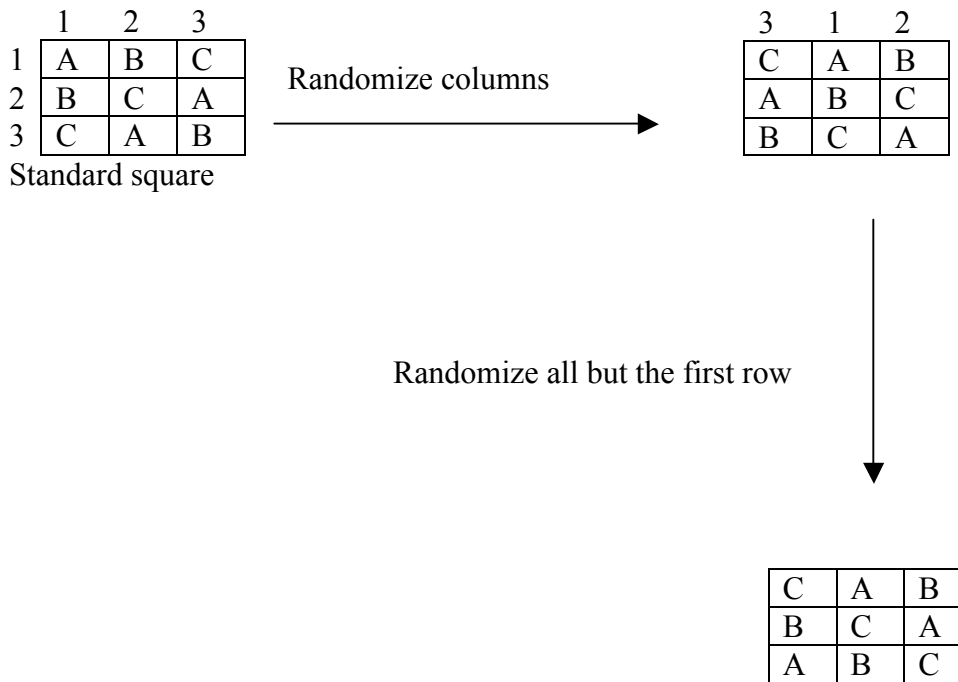 1 2 3
1 A B C
2 B C A
3 C A B
Standard square
Randomize columns
3 1 2
C A B
A B C
B C A
Randomize all but the first row
C A B
B C A
A B C